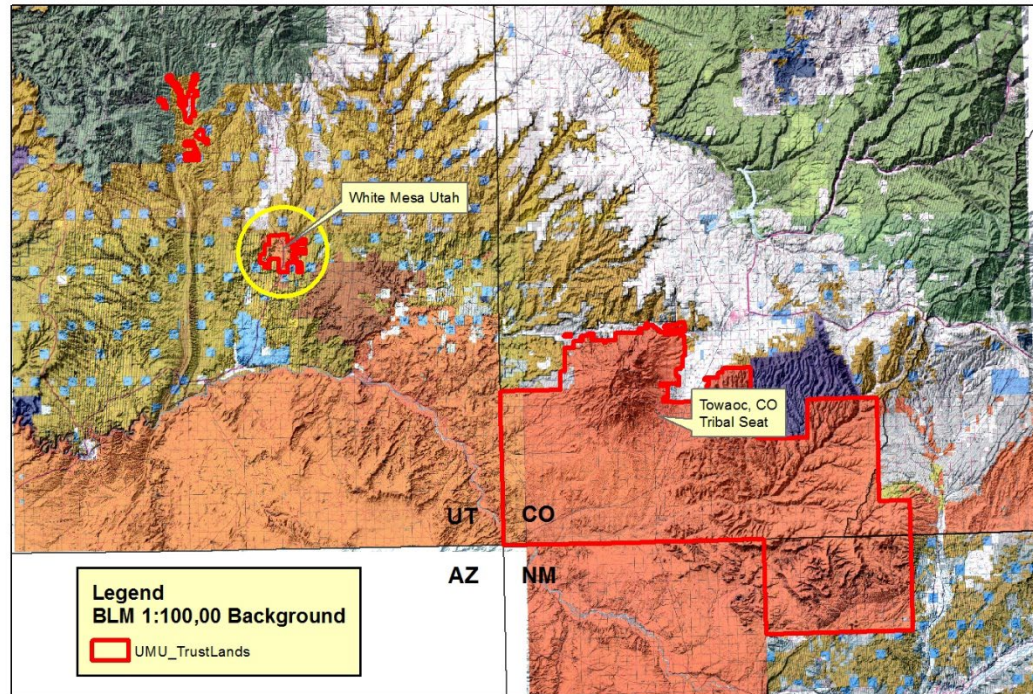 White Mesa Utah
Towaoc, CO
Tribal Seat
UT
CO
AZ
NM
Legend
BLM 1:100,00 Background
UMU_TrustLands